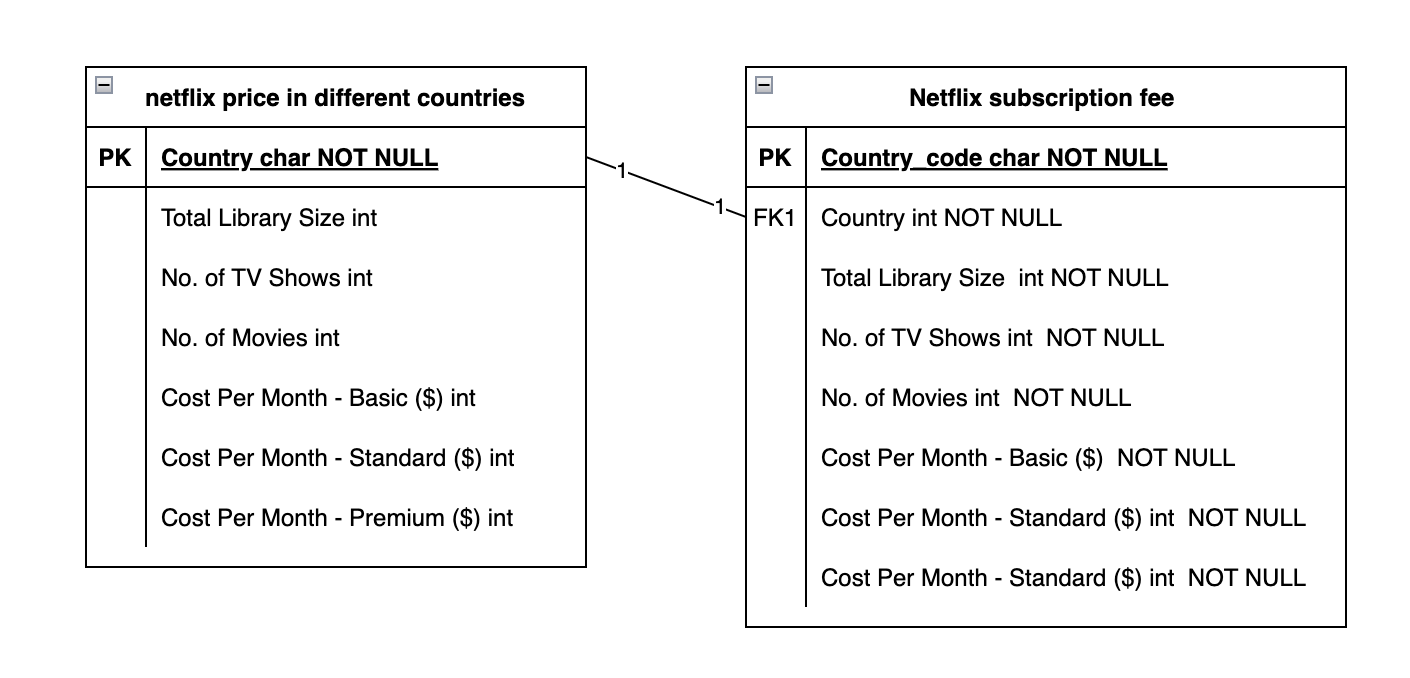 netflix price in different countries
PK Country char NOT NULL
Total Library Size int
No. of TV Shows int
No. of Movies int
Cost Per Month - Basic ($) int
Cost Per Month - Standard ($) int
Cost Per Month - Premium ($) int
1
1
Netflix subscription fee
PK Country_code char NOT NULL
FK1 Country int NOT NULL
Total Library Size  int NOT NULL
No. of TV Shows int  NOT NULL
No. of Movies int  NOT NULL
Cost Per Month - Basic ($)  NOT NULL
Cost Per Month - Standard ($) int  NOT NULL
Cost Per Month - Standard ($) int  NOT NULL